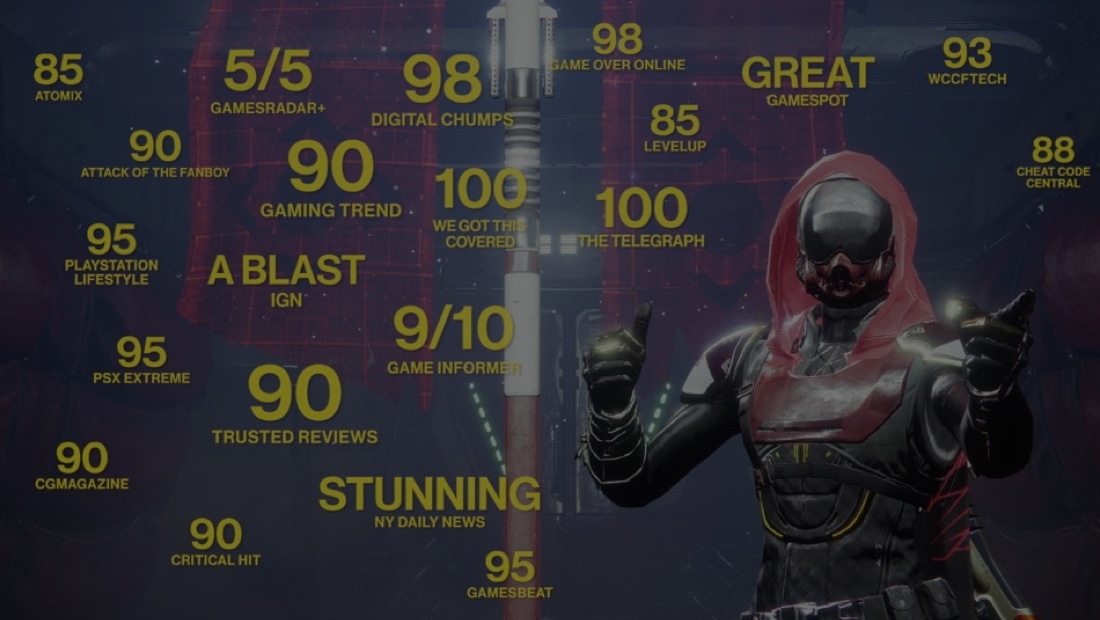 85
ATOMIX
5/5
GAMESRADAR+
98
DIGITAL CHUMPS
98
GAME OVER ONLINE
GREAT
GAMESPOT
93
WCCFTECH
90
ATTACK OF THE FANBOY
90
GAMING TREND
85
LEVELUP
88
CHEAT CODE
CENTRAL
100
WE GOT THIS
COVERED
100
THE TELEGRAPH
95
PLAYSTATION
LIFESTYLE
A BLAST
IGN
9/10
GAME INFORMER
95
PSX EXTREME
90
TRUSTED REVIEWS
90
CGMAGAZINE
STUNNING
NY DAILY NEWS
90
CRITICAL HIT
95
GAMESBEAT